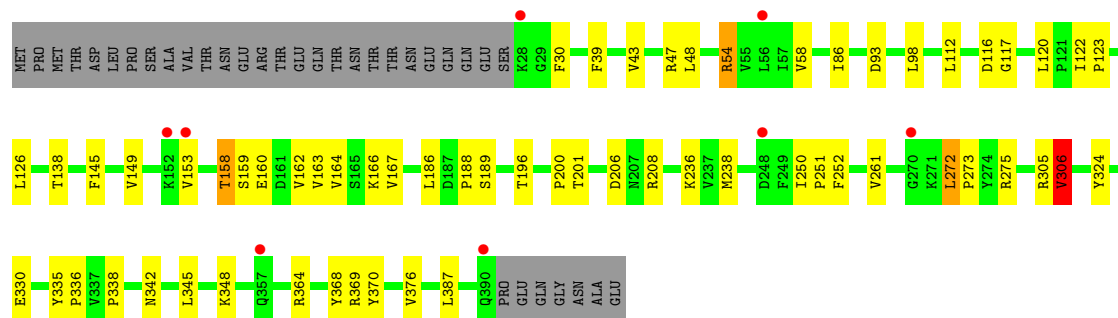 MET PRO MET THR ASP LEU PRO SER ALA VAL THR ASN GLU ARG THR GLU GLN THR ASN THR THR ASN GLU GLN GLN GLU SER K28 G29 F30 F39 V43 R47 L48 R54 V55 L56 I57 V58 I86 D93 L98 L112 D116 G117 L120 P121 I122 P123
L126 T138 F145 V149 K152 V153 T158 S159 E160 D161 V162 V163 V164 S165 K166 V167 L186 D187 P188 S189 T196 P200 T201 D206 N207 R208 K236 V237 M238 D248 F249 I250 P251 F252 V261 G270 K271 L272 P273 Y274 R275 R305 V306 Y324
E330 Y335 P336 V337 P338 N342 L345 K348 Q357 R364 Y368 R369 Y370 V376 L387 Q390 PRO GLU GLN GLY ASN ALA GLU